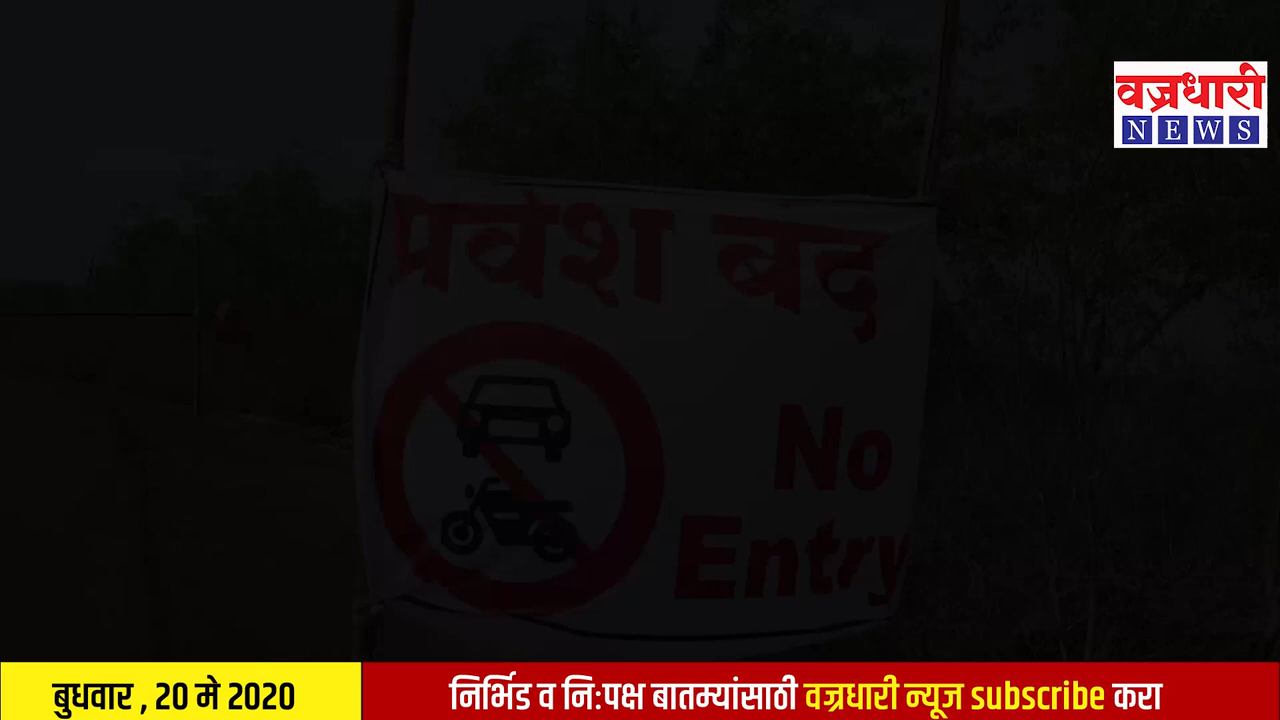 वज्रधारी
NEWS
प्रवेश बंद
No
Entry
बुधवार , 20 मे 2020
निर्भिड व नि:पक्ष बातम्यांसाठी वज्रधारी न्यूज subscribe करा